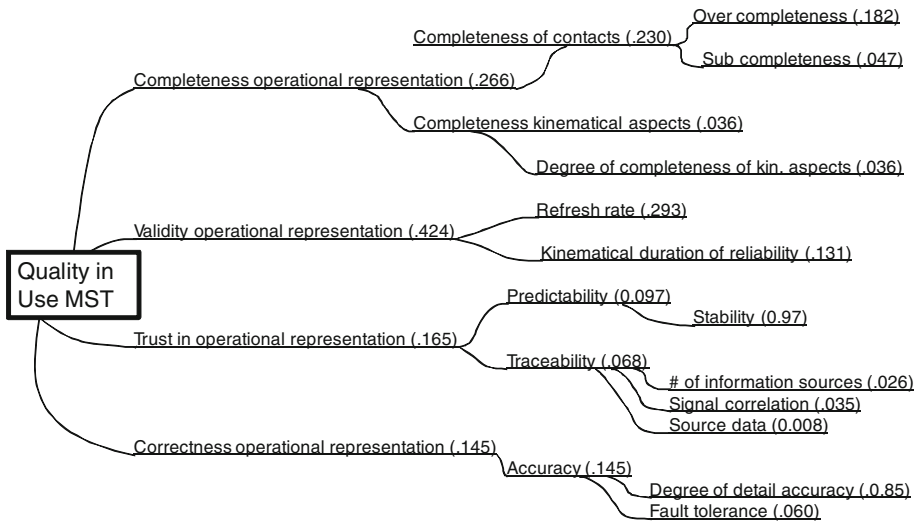 Over completeness (.182)
Completeness of contacts (.230)
Sub completeness (.047)
Completeness operational representation (.266)
Completeness kinematical aspects (.036)
Degree of completeness of kin. aspects (.036)
Refresh rate (.293)
Validity operational representation (.424)
Kinematical duration of reliability (.131)
Quality in
Use MST
Predictability (0.097)
Stability (0.97)
Trust in operational representation (.165)
Traceability (.068)
# of information sources (.026)
Signal correlation (.035)
Source data (0.008)
Correctness operational representation (.145)
Accuracy (.145)
Degree of detail accuracy (.0.85)
Fault tolerance (.060)